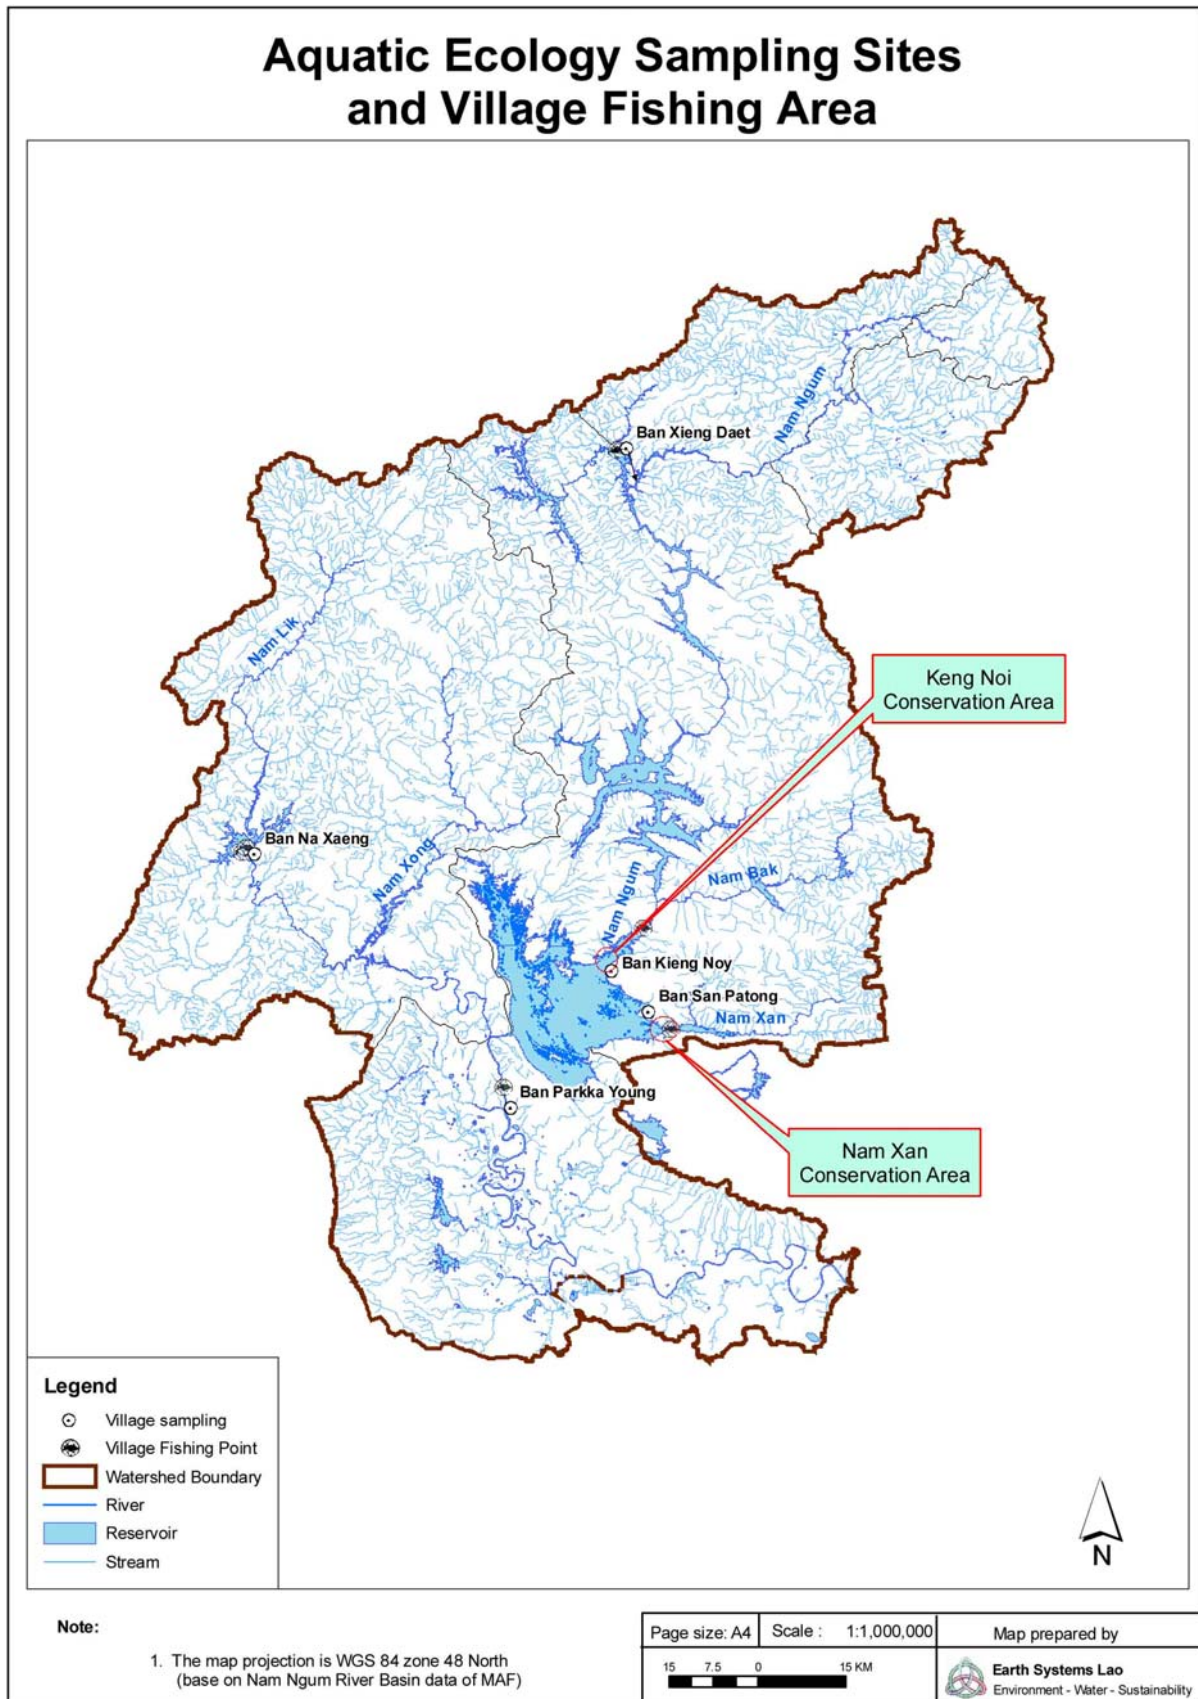 Aquatic Ecology Sampling Sites
and Village Fishing Area
Nam Ngum
Ban Xieng Daet
Nam Lik
Keng Noi
Conservation Area
Ban Na Xaeng
Nam Xong
Nam Ngum
Nam Bak
Ban Kieng Noy
Ban San Patong
Nam Xan
Ban Parkka Young
Nam Xan
Conservation Area
Legend
Village sampling
Village Fishing Point
Watershed Boundary
River
Reservoir
Stream
N
Note:
1. The map projection is WGS 84 zone 48 North
(base on Nam Ngum River Basin data of MAF)
Page size: A4
Scale : 1:1,000,000
15 7.5 0 15 KM
Map prepared by
Earth Systems Lao
Environment - Water - Sustainability